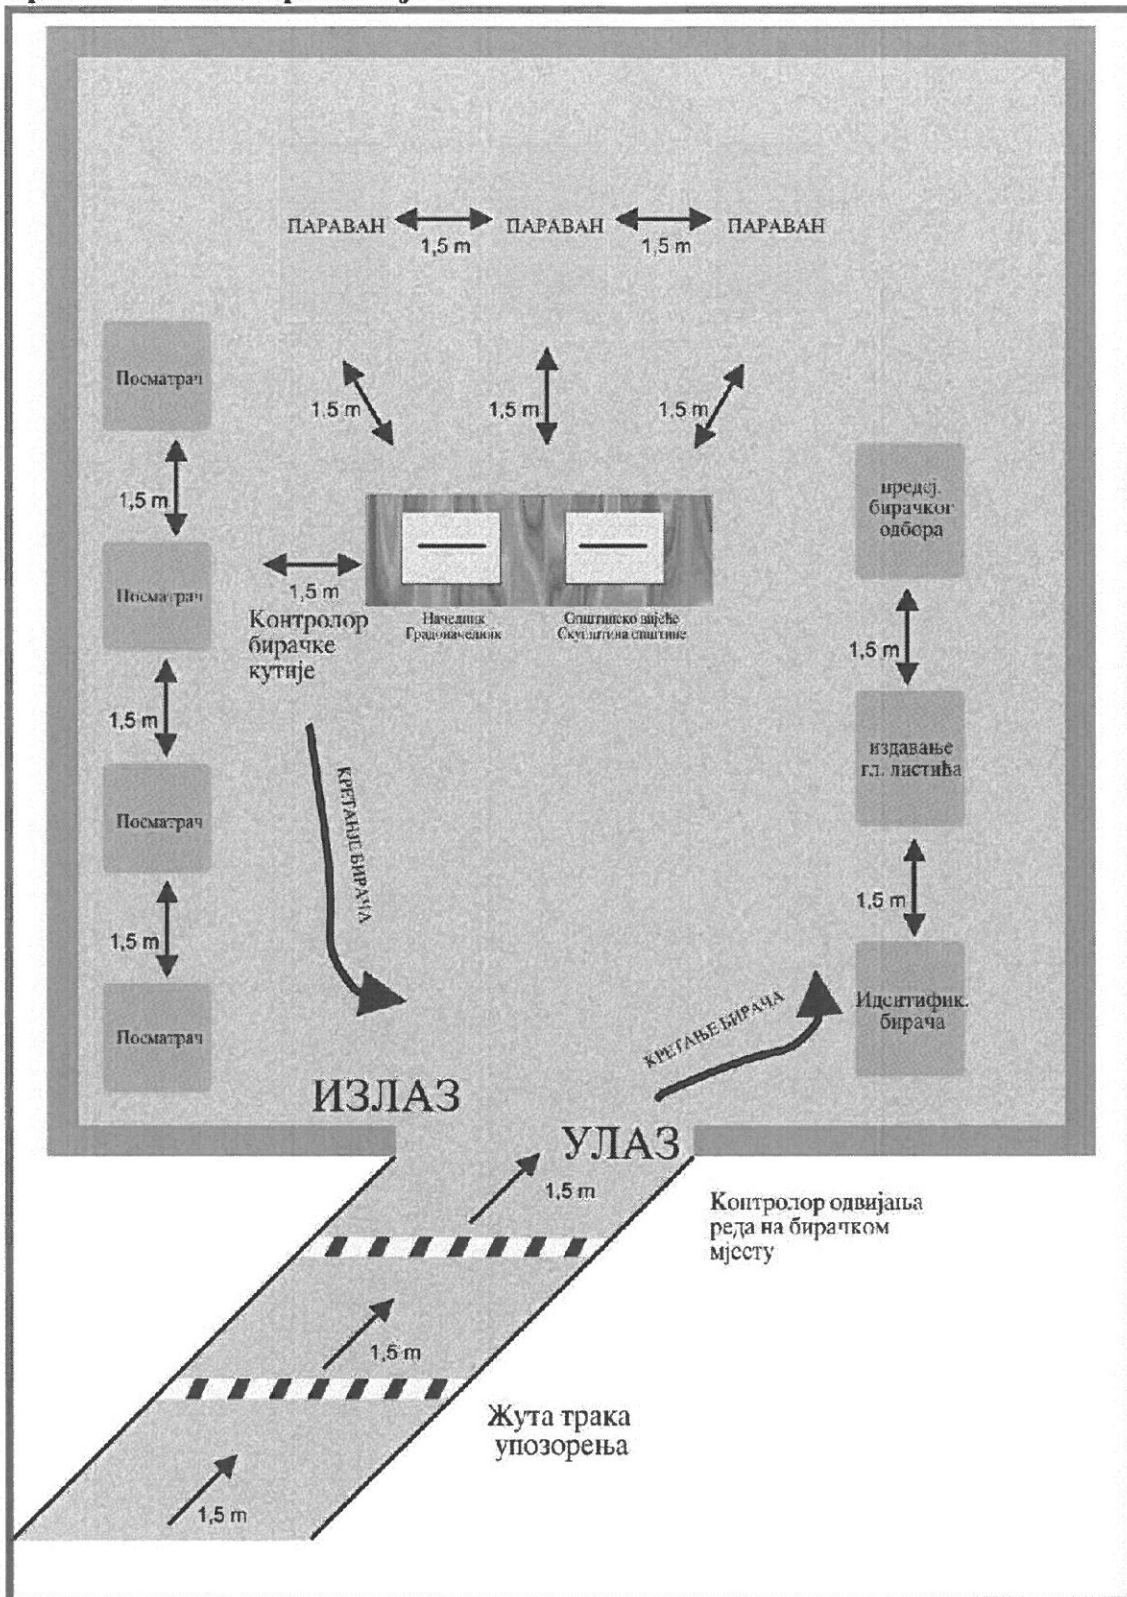 ПАРАВАН ПАРАВАН ПАРАВАН
1,5 m 1,5 m
Посматрач
1,5 m 1,5 m 1,5 m
1,5 m
предсј.
бирачког
одбора
Посматрач
1,5 m
Контролор
бирачке
кутије
Начелник
Градоначелник
Општинско вијеће
Скупштина општине
1,5 m
1,5 m
КРЕТАЊЕ БИРАЧА
издавање
гл. листића
Посматрач
1,5 m
1,5 m
Посматрач
КРЕТАЊЕ БИРАЧА
Идентифик.
бирача
ИЗЛАЗ
УЛАЗ
1,5 m
Контролор одвијања
реда на бирачком
мјесту
1,5 m
Жута трака
упозорења
1,5 m